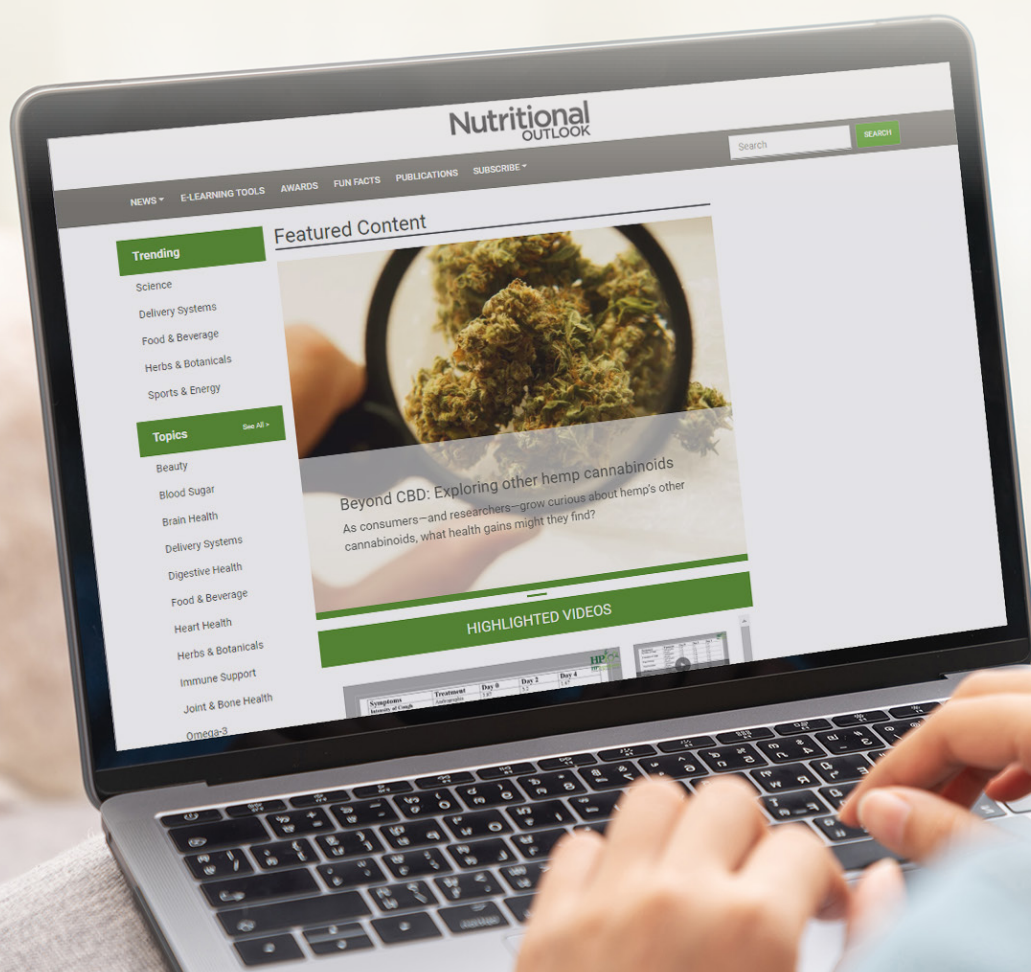 Nutritional
OUTLOOK
NEWS
E-LEARNING TOOLS
AWARDS
FUN FACTS
PUBLICATIONS
SUBSCRIBE
Search
SEARCH
Trending
Science
Delivery Systems
Food & Beverage
Herbs & Botanicals
Sports & Energy
Topics
See All >
Beauty
Blood Sugar
Brain Health
Delivery Systems
Digestive Health
Food & Beverage
Heart Health
Herbs & Botanicals
Immune Support
Joint & Bone Health
Omega-3
Featured Content
Beyond CBD: Exploring other hemp cannabinoids
As consumers—and researchers—grow curious about hemp's other
cannabinoids, what health gains might they find?
HIGHLIGHTED VIDEOS
HP
Symptoms Treatment Day 0 Day 2 Day 4
Intensity of Cough